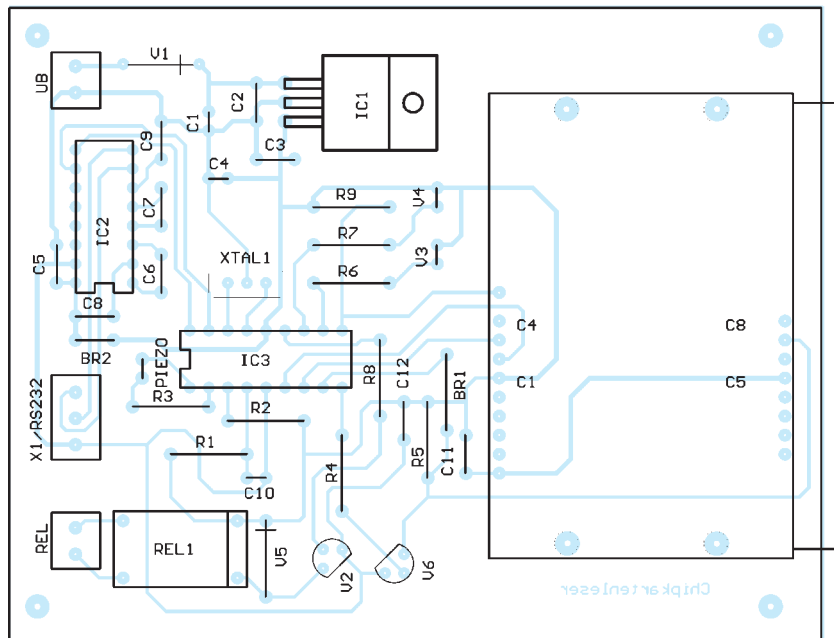 V1
UB
C1
C2
IC1
C9
C4
C3
IC2
C7
R9
V4
XTAL1
R7
V3
C5
C6
R6
C8
C4
C8
BR2
PIEZO
IC3
R8
C12
BR1
C1
C5
X1/RS232
R3
R2
R1
R4
R5
C11
C10
REL
REL1
V5
V2
V6
Chipkartenleser